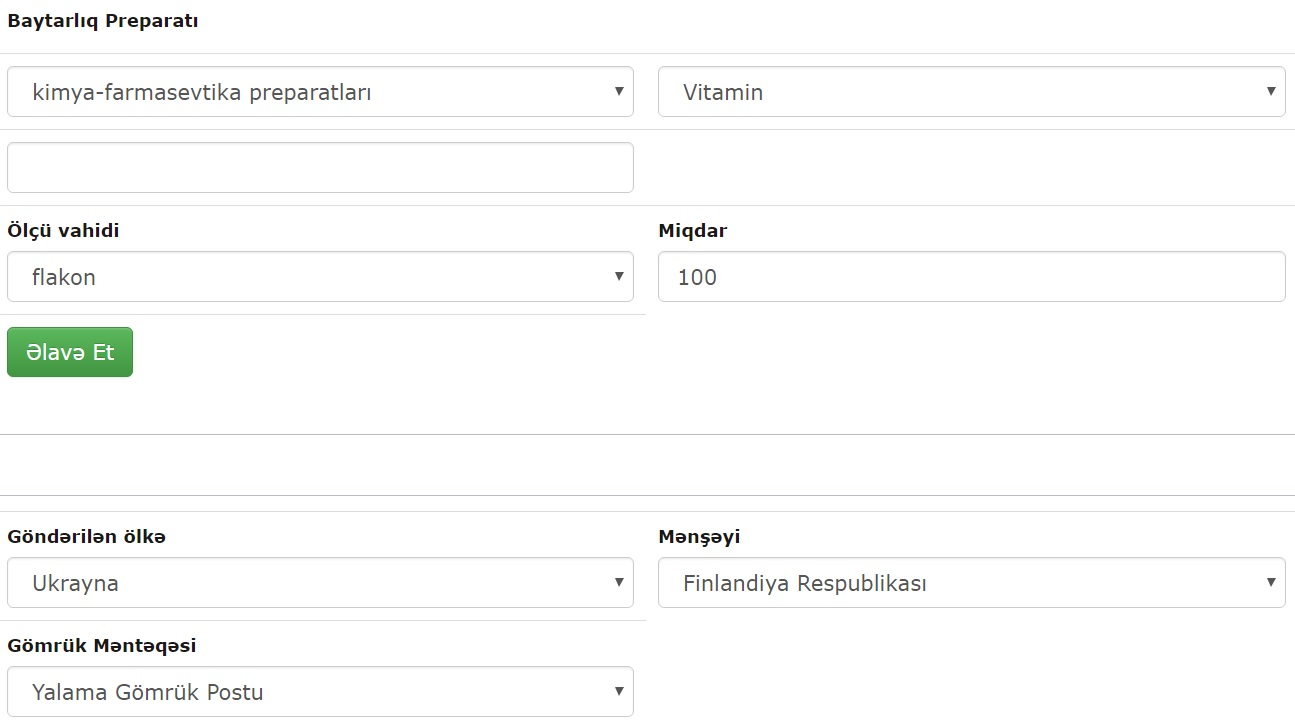 Baytarlıq Preparatı
kimya-farmasevtika preparatları
Vitamin
Ölçü vahidi
Miqdar
flakon
100
Əlavə Et
Göndərilən ölkə
Mənşəyi
Ukrayna
Finlandiya Respublikası
Gömrük Məntəqəsi
Yalama Gömrük Postu